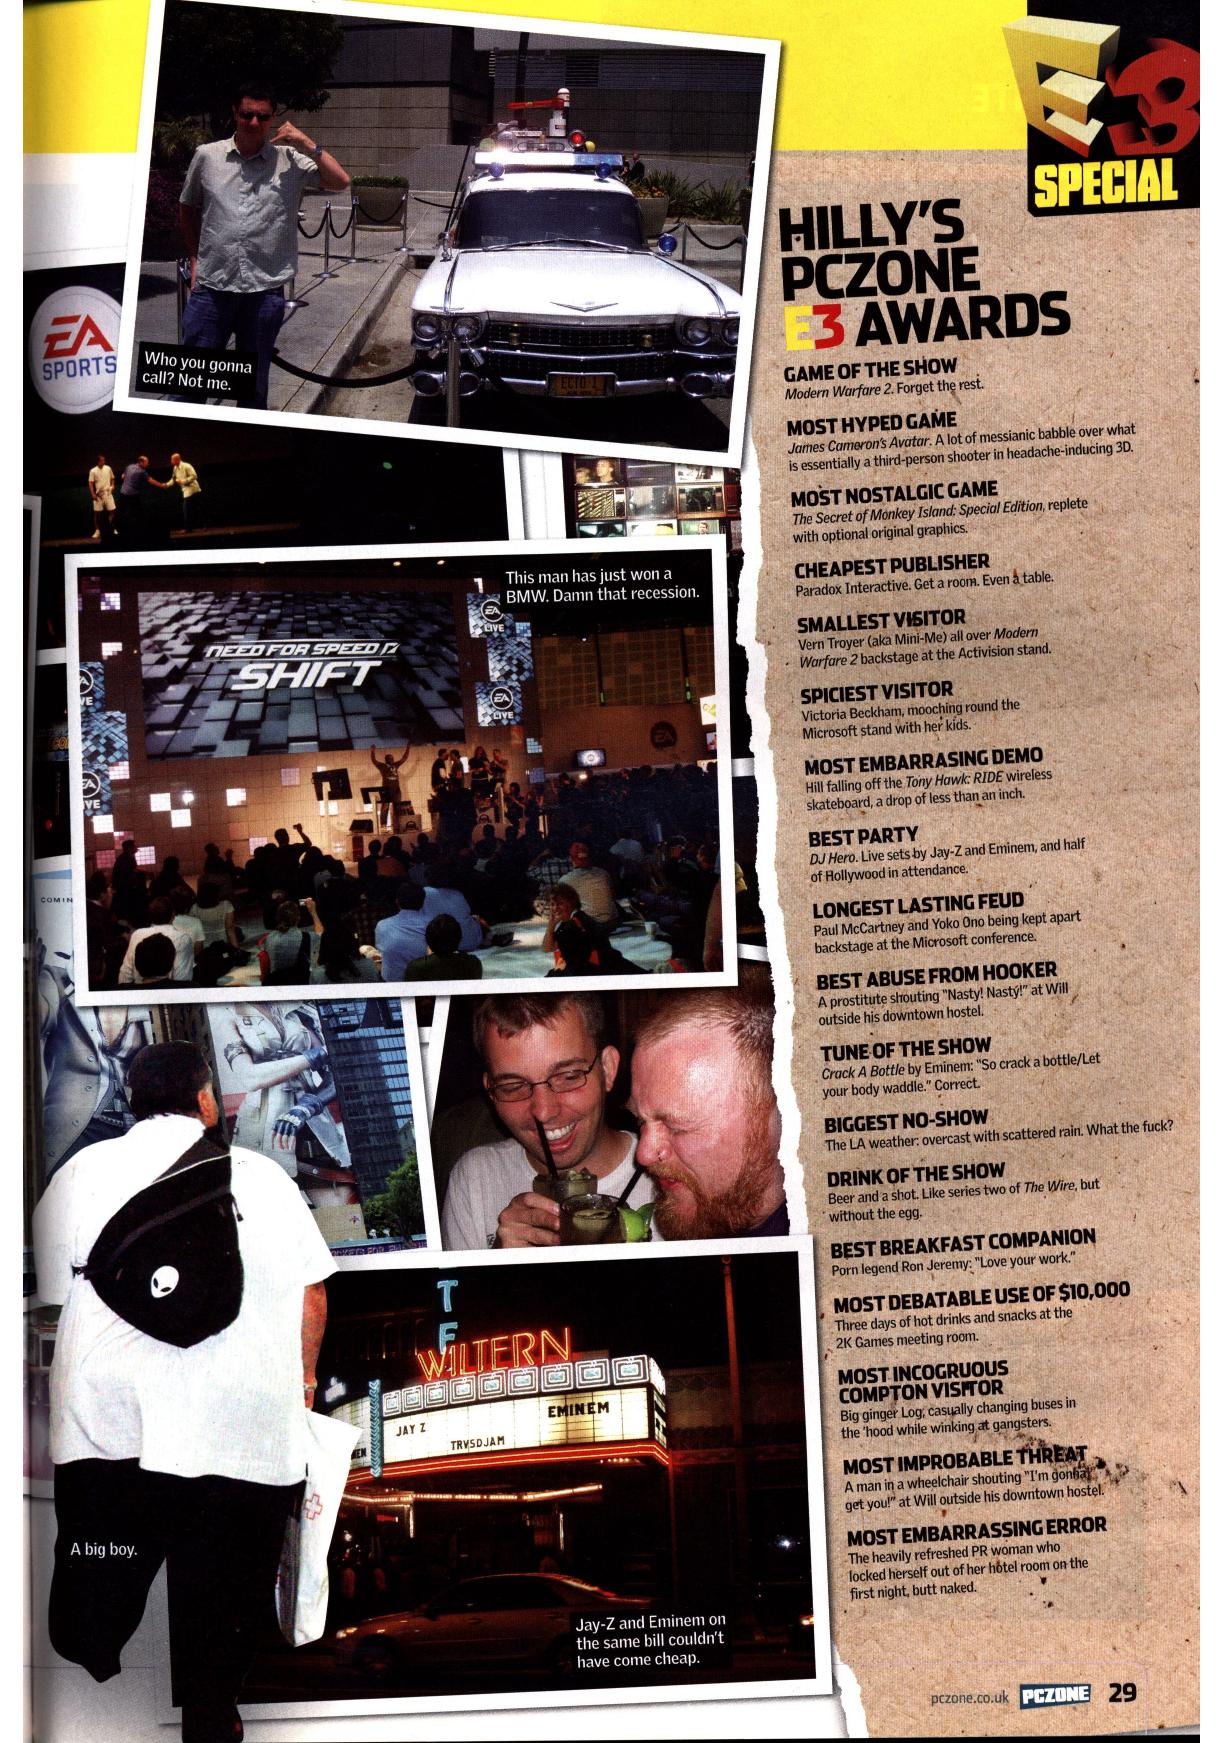 E3
SPECIAL
HILLY'S
PCZONE
E3 AWARDS
GAME OF THE SHOW
Modern Warfare 2. Forget the rest.
MOST HYPED GAME
James Cameron's Avatar. A lot of messianic babble over what
is essentially a third-person shooter in headache-inducing 3D.
MOST NOSTALGIC GAME
The Secret of Monkey Island: Special Edition, replete
with optional original graphics.
CHEAPEST PUBLISHER
Paradox Interactive. Get a room. Even a table.
SMALLEST VISITOR
Vern Troyer (aka Mini-Me) all over Modern
Warfare 2 backstage at the Activision stand.
SPICIEST VISITOR
Victoria Beckham, mooching round the
Microsoft stand with her kids.
MOST EMBARRASING DEMO
Hill falling off the Tony Hawk: RIDE wireless
skateboard, a drop of less than an inch.
BEST PARTY
DJ Hero. Live sets by Jay-Z and Eminem, and half
of Hollywood in attendance.
LONGEST LASTING FEUD
Paul McCartney and Yoko Ono being kept apart
backstage at the Microsoft conference.
BEST ABUSE FROM HOOKER
A prostitute shouting "Nasty! Nasty!" at Will
outside his downtown hostel.
TUNE OF THE SHOW
Crack A Bottle by Eminem: "So crack a bottle/Let
your body waddle." Correct.
BIGGEST NO-SHOW
The LA weather: overcast with scattered rain. What the fuck?
DRINK OF THE SHOW
Beer and a shot. Like series two of The Wire, but
without the egg.
BEST BREAKFAST COMPANION
Porn legend Ron Jeremy: "Love your work."
MOST DEBATABLE USE OF $10,000
Three days of hot drinks and snacks at the
2K Games meeting room.
MOST INCOGRUOUS
COMPTON VISITOR
Big ginger Log, casually changing buses in
the 'hood while winking at gangsters.
MOST IMPROBABLE THREAT
A man in a wheelchair shouting "I'm gonna
get you!" at Will outside his downtown hostel.
MOST EMBARRASSING ERROR
The heavily refreshed PR woman who
locked herself out of her hotel room on the
first night, butt naked.
Who you gonna
call? Not me.
ECTO-1
EA
SPORTS
This man has just won a
BMW. Damn that recession.
NEED FOR SPEED
SHIFT
EA
LIVE
EA
LIVE
EA
VE
EA
VE
EA
COMIN
A big boy.
WILTERN
JAY Z
EMINEM
TRVSDJAM
MEN
Jay-Z and Eminem on
the same bill couldn't
have come cheap.
pczone.co.uk PCZONE 29